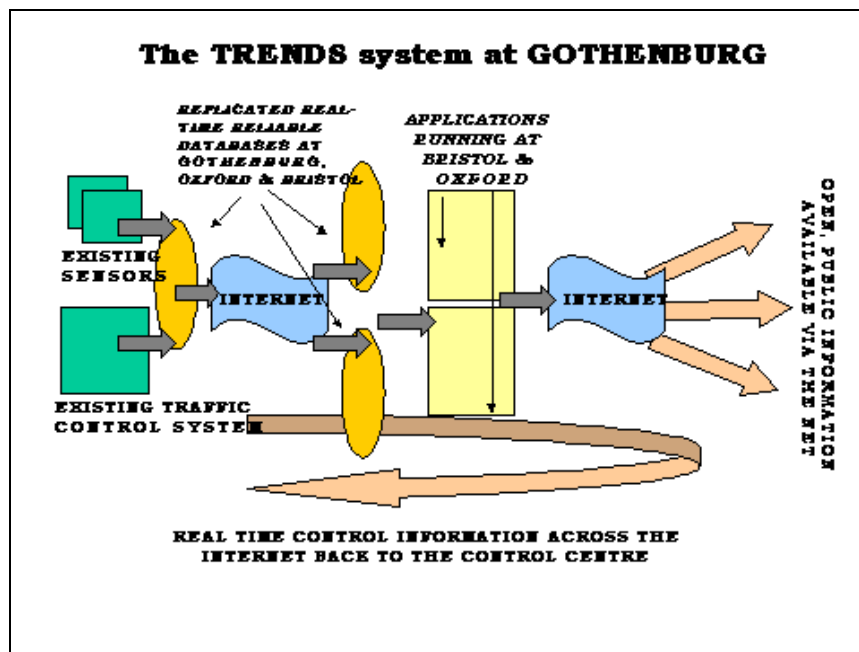 The TRENDS system at GOTHENBURG
REPLICATED REAL-
TIME RELIABLE
DATABASES AT
GOTHENBURG,
OXFORD & BRISTOL
APPLICATIONS
RUNNING AT
BRISTOL &
OXFORD
EXISTING
SENSORS
INTERNET
INTERNET
OPEN, PUBLIC INFORMATION
AVAILABLE VIA THE NET
EXISTING TRAFFIC
CONTROL SYSTEM
REAL TIME CONTROL INFORMATION ACROSS THE
INTERNET BACK TO THE CONTROL CENTRE